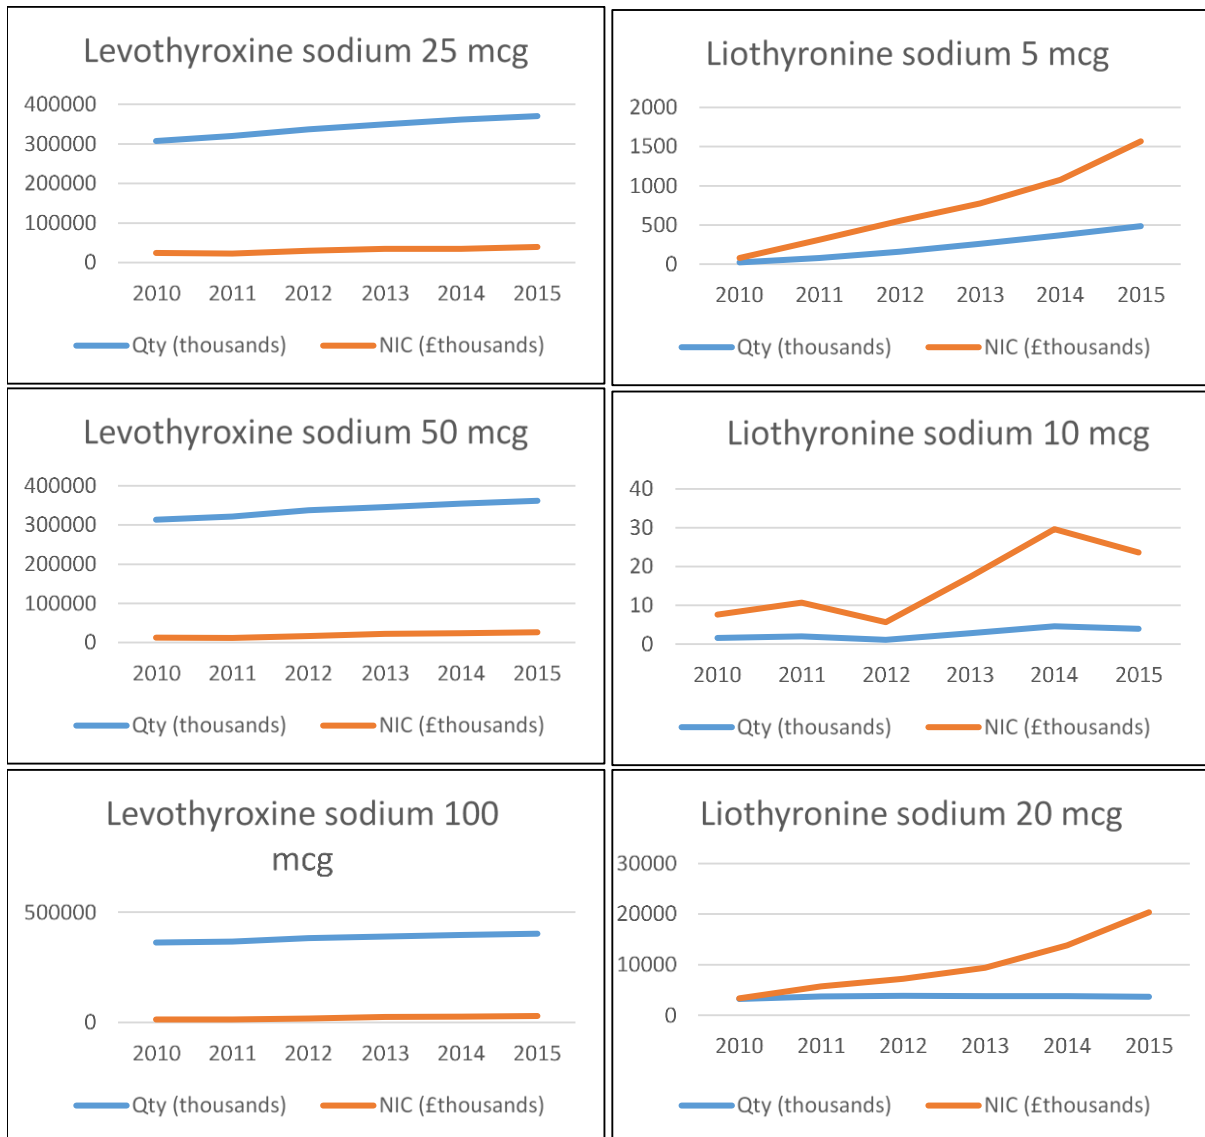 Levothyroxine sodium 25 mcg
400000
300000
200000
100000
0
2010 2011 2012 2013 2014 2015
Qty (thousands) NIC (£thousands)
Liothyronine sodium 5 mcg
2000
1500
1000
500
0
2010 2011 2012 2013 2014 2015
Qty (thousands) NIC (£thousands)
Levothyroxine sodium 50 mcg
400000
300000
200000
100000
0
2010 2011 2012 2013 2014 2015
Qty (thousands) NIC (£thousands)
Liothyronine sodium 10 mcg
40
30
20
10
0
2010 2011 2012 2013 2014 2015
Qty (thousands) NIC (£thousands)
Levothyroxine sodium 100
mcg
500000
0
2010 2011 2012 2013 2014 2015
Qty (thousands) NIC (£thousands)
Liothyronine sodium 20 mcg
30000
20000
10000
0
2010 2011 2012 2013 2014 2015
Qty (thousands) NIC (£thousands)